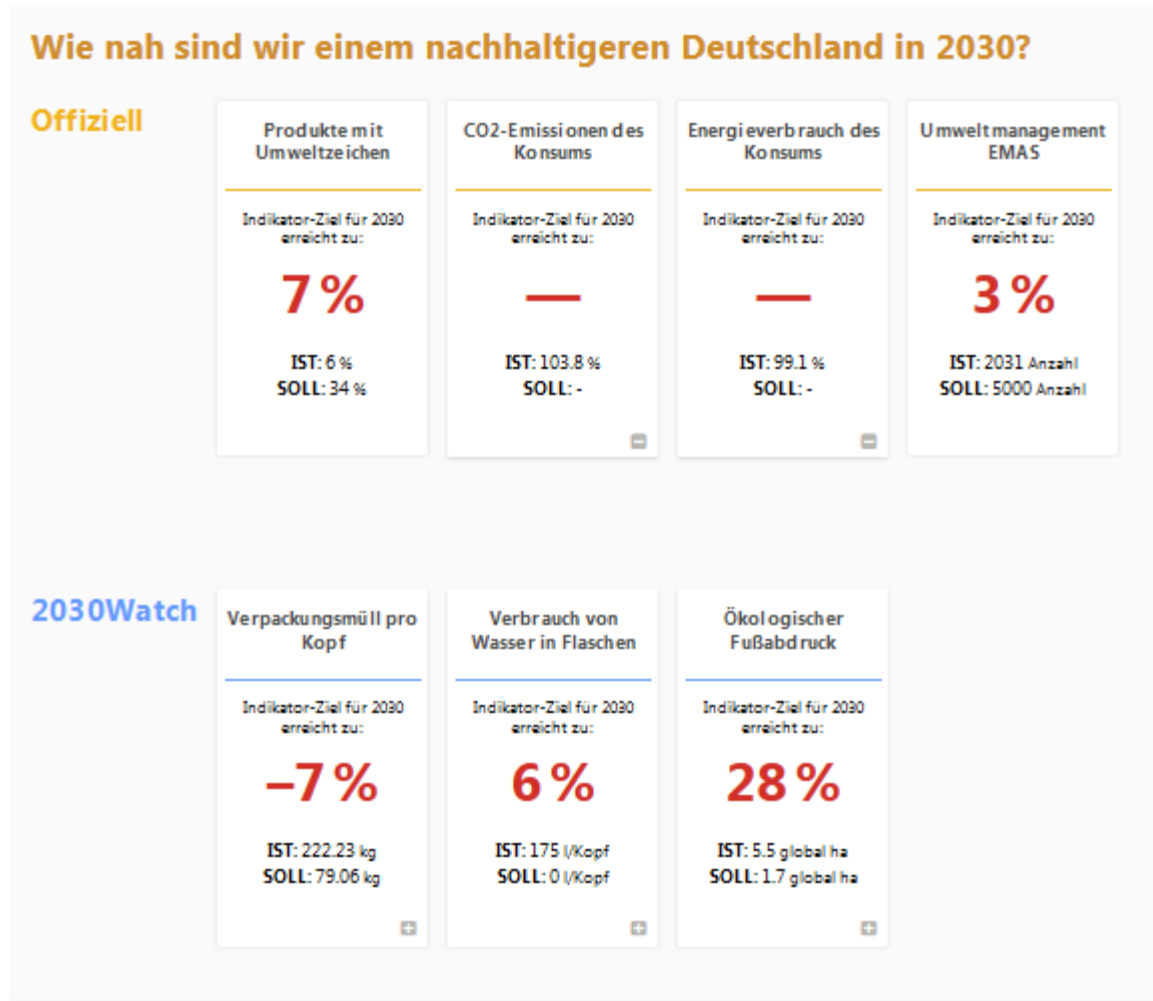 Wie nah sind wir einem nachhaltigeren Deutschland in 2030?
Offiziell
Produkte mit
Umweltzeichen
Indikator-Ziel für 2030
erreicht zu:
7 %
IST: 6 %
SOLL: 34 %
CO2-Emissionen des
Konsums
Indikator-Ziel für 2030
erreicht zu:
—
IST: 103.8 %
SOLL: -
Energieverbrauch des
Konsums
Indikator-Ziel für 2030
erreicht zu:
—
IST: 99.1 %
SOLL: -
Umweltmanagement
EMAS
Indikator-Ziel für 2030
erreicht zu:
3 %
IST: 2031 Anzahl
SOLL: 5000 Anzahl
2030Watch
Verpackungsmüll pro
Kopf
Indikator-Ziel für 2030
erreicht zu:
–7 %
IST: 222.23 kg
SOLL: 79.06 kg
Verbrauch von
Wasser in Flaschen
Indikator-Ziel für 2030
erreicht zu:
6 %
IST: 175 l/Kopf
SOLL: 0 l/Kopf
Ökologischer
Fußabdruck
Indikator-Ziel für 2030
erreicht zu:
28 %
IST: 5.5 global ha
SOLL: 1.7 global ha